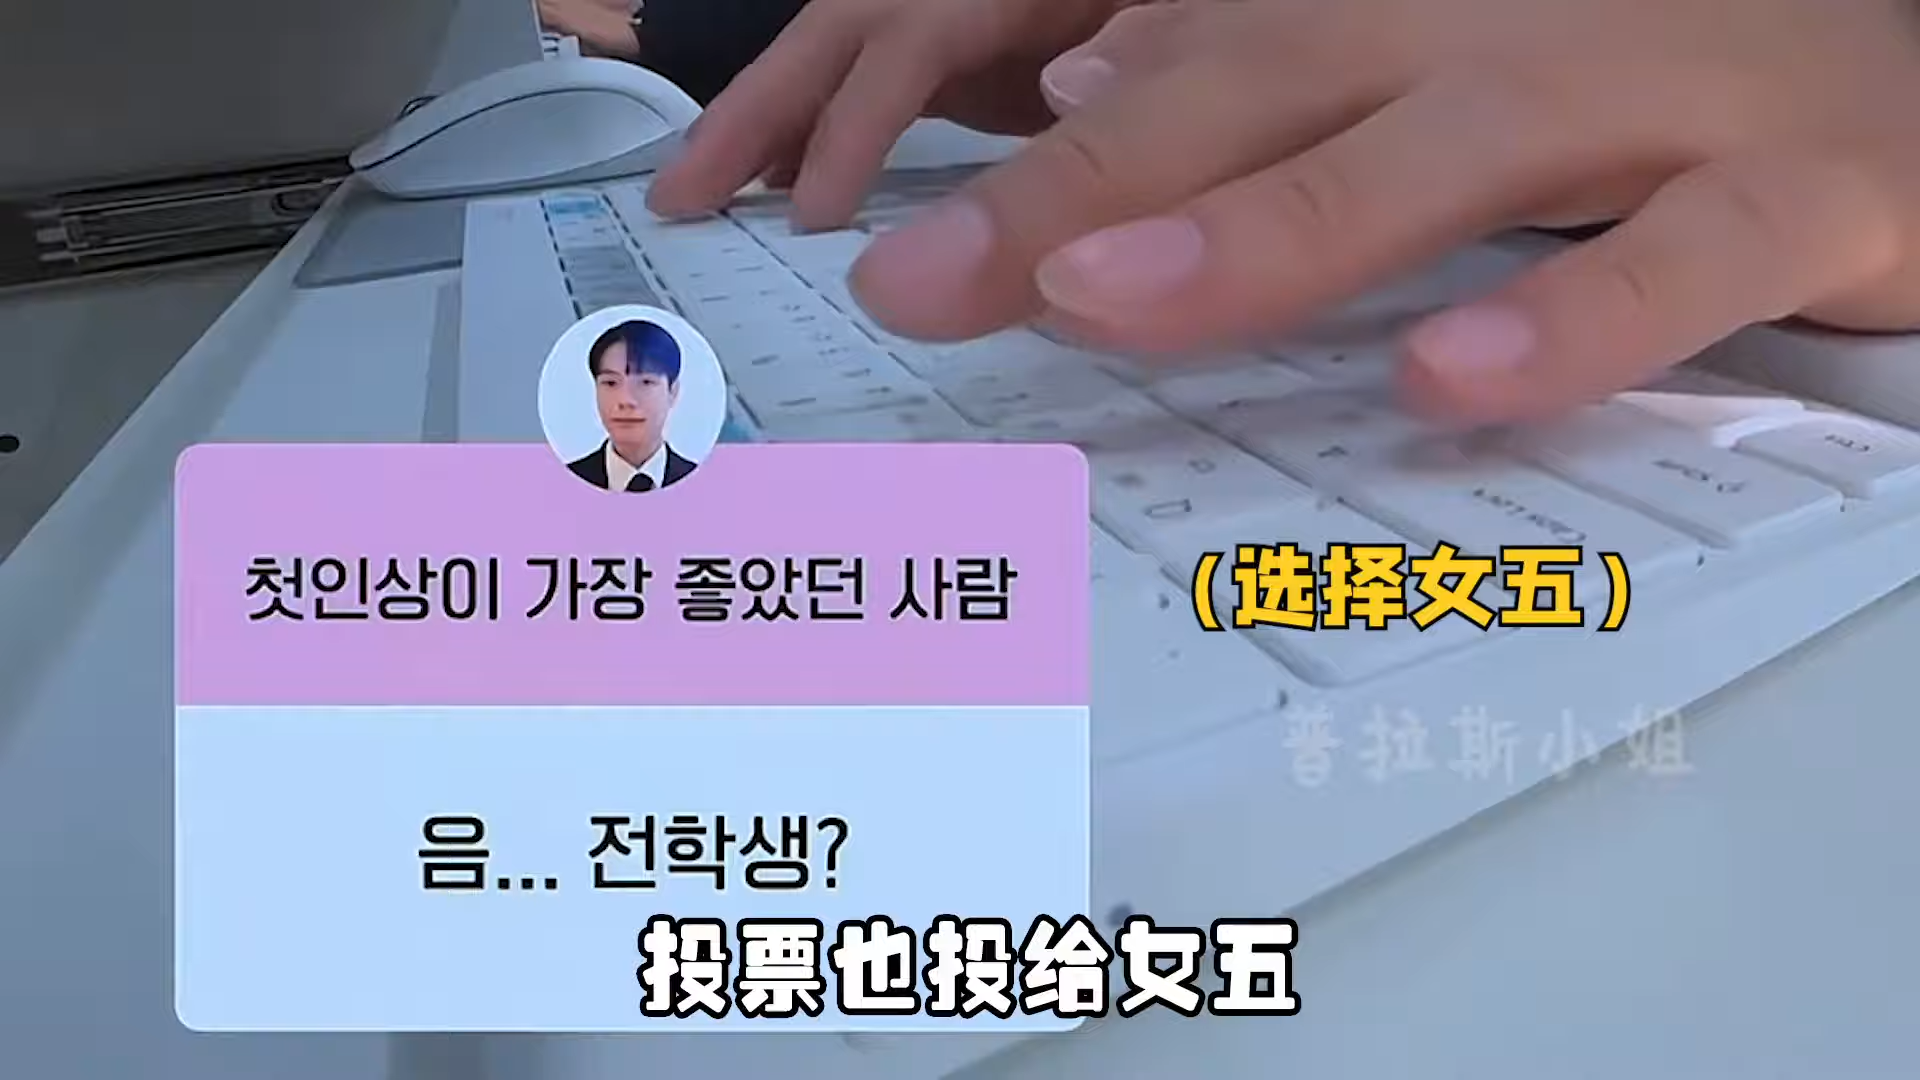 첫인상이 가장 좋았던 사람
(选择女五)
普拉斯小姐
음... 전학생?
投票也投给女五